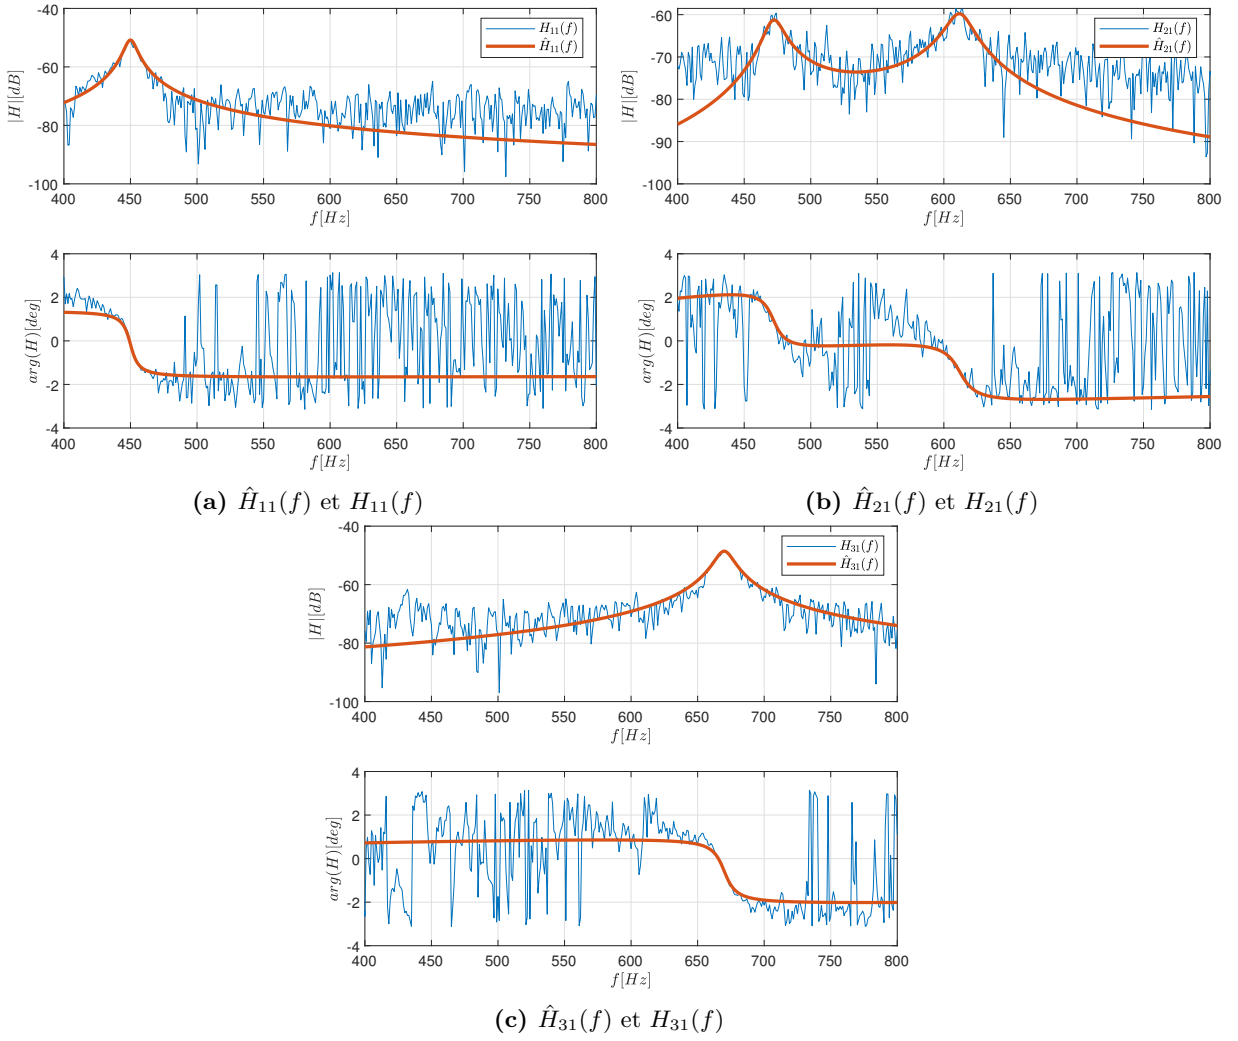 -40
-60
-80
-100
|H|[dB]
H₁₁(f)
Ĥ₁₁(f)
400 450 500 550 600 650 700 750 800
f[Hz]
4
2
0
-2
-4
arg(H)[deg]
400 450 500 550 600 650 700 750 800
f[Hz]
(a) Ĥ₁₁(f) et H₁₁(f)
-60
-70
-80
-90
-100
|H|[dB]
H₂₁(f)
Ĥ₂₁(f)
400 450 500 550 600 650 700 750 800
f[Hz]
4
2
0
-2
-4
arg(H)[deg]
400 450 500 550 600 650 700 750 800
f[Hz]
(b) Ĥ₂₁(f) et H₂₁(f)
-40
-60
-80
-100
|H|[dB]
H₃₁(f)
Ĥ₃₁(f)
400 450 500 550 600 650 700 750 800
f[Hz]
4
2
0
-2
-4
arg(H)[deg]
400 450 500 550 600 650 700 750 800
f[Hz]
(c) Ĥ₃₁(f) et H₃₁(f)